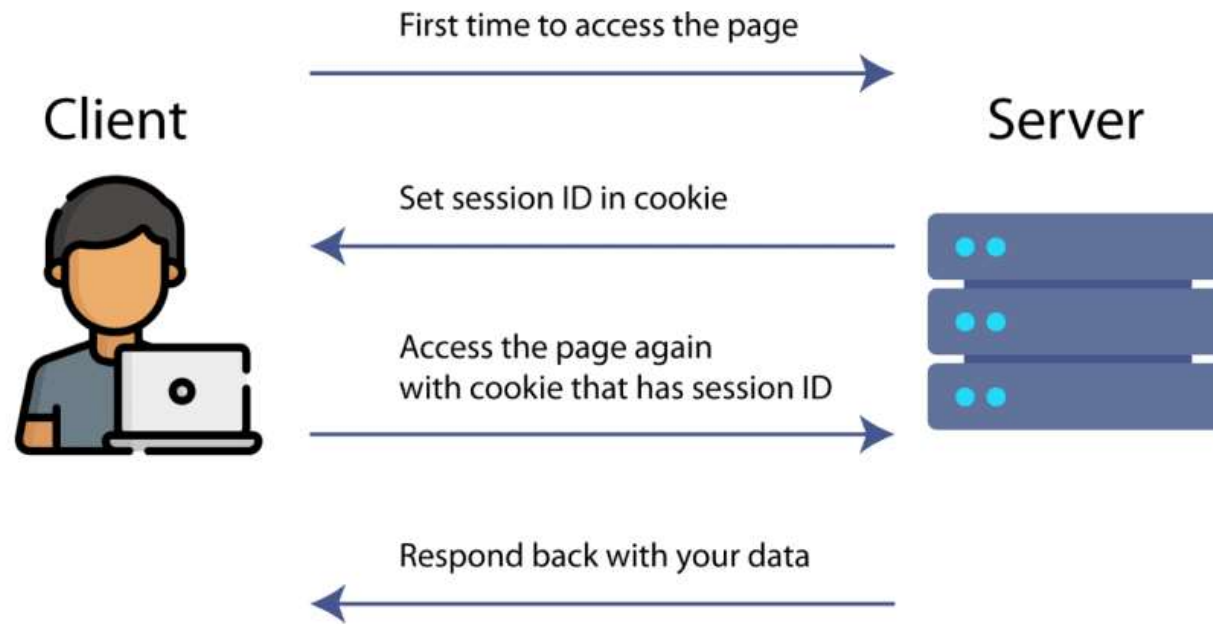 First time to access the page
Client
Server
Set session ID in cookie
Access the page again
with cookie that has session ID
Respond back with your data